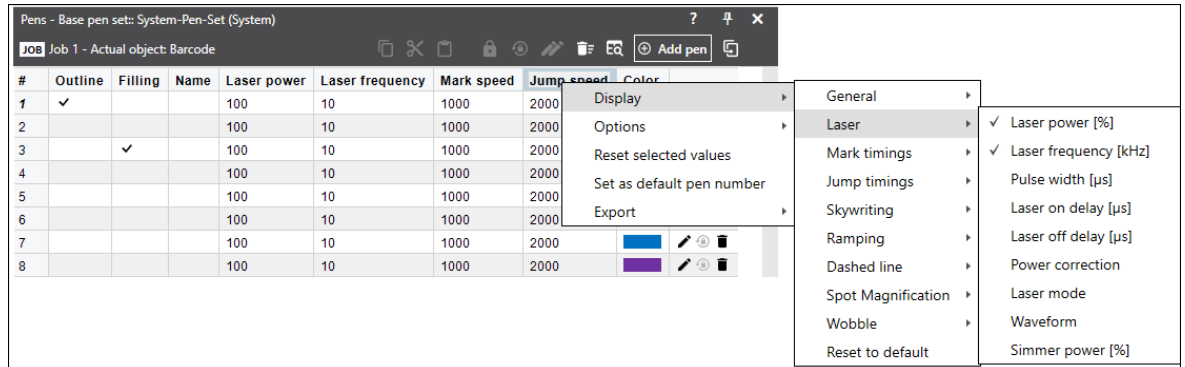 Pens - Base pen set:: System-Pen-Set (System) ?
JOB Job 1 - Actual object: Barcode Add pen
# Outline Filling Name Laser power Laser frequency Mark speed Jump speed Color
1 ✓ 100 10 1000 2000
2 100 10 1000 2000
3 ✓ 100 10 1000 2000
4 100 10 1000 2000
5 100 10 1000 2000
6 100 10 1000 2000
7 100 10 1000 2000
8 100 10 1000 2000
Display
Options
Reset selected values
Set as default pen number
Export
General
Laser
Mark timings
Jump timings
Skywriting
Ramping
Dashed line
Spot Magnification
Wobble
Reset to default
✓ Laser power [%]
✓ Laser frequency [kHz]
Pulse width [µs]
Laser on delay [µs]
Laser off delay [µs]
Power correction
Laser mode
Waveform
Simmer power [%]